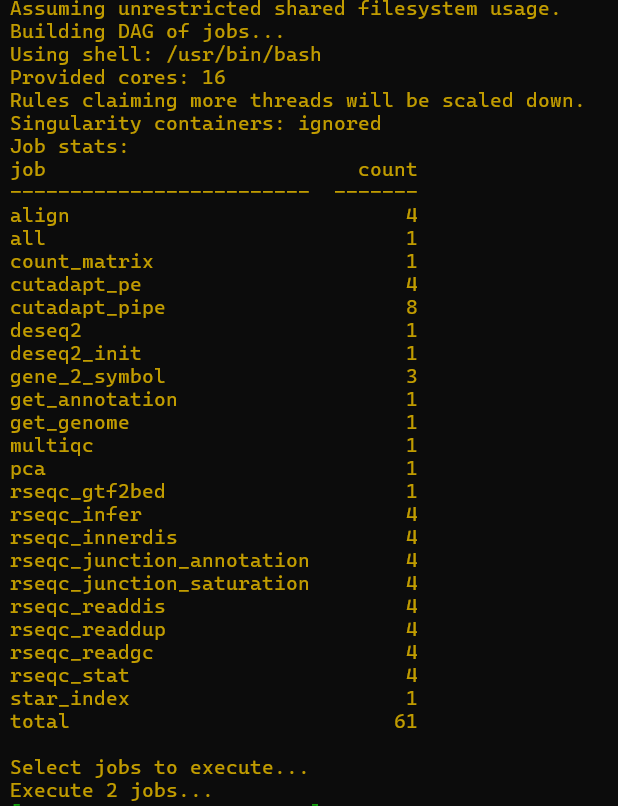 Assuming unrestricted shared filesystem usage.
Building DAG of jobs...
Using shell: /usr/bin/bash
Provided cores: 16
Rules claiming more threads will be scaled down.
Singularity containers: ignored
Job stats:
job count
------------------------- -------
align 4
all 1
count_matrix 1
cutadapt_pe 4
cutadapt_pipe 8
deseq2 1
deseq2_init 1
gene_2_symbol 3
get_annotation 1
get_genome 1
multiqc 1
pca 1
rseqc_gtf2bed 1
rseqc_infer 4
rseqc_innerdis 4
rseqc_junction_annotation 4
rseqc_junction_saturation 4
rseqc_readdis 4
rseqc_readdup 4
rseqc_readgc 4
rseqc_stat 4
star_index 1
total 61
Select jobs to execute...
Execute 2 jobs...